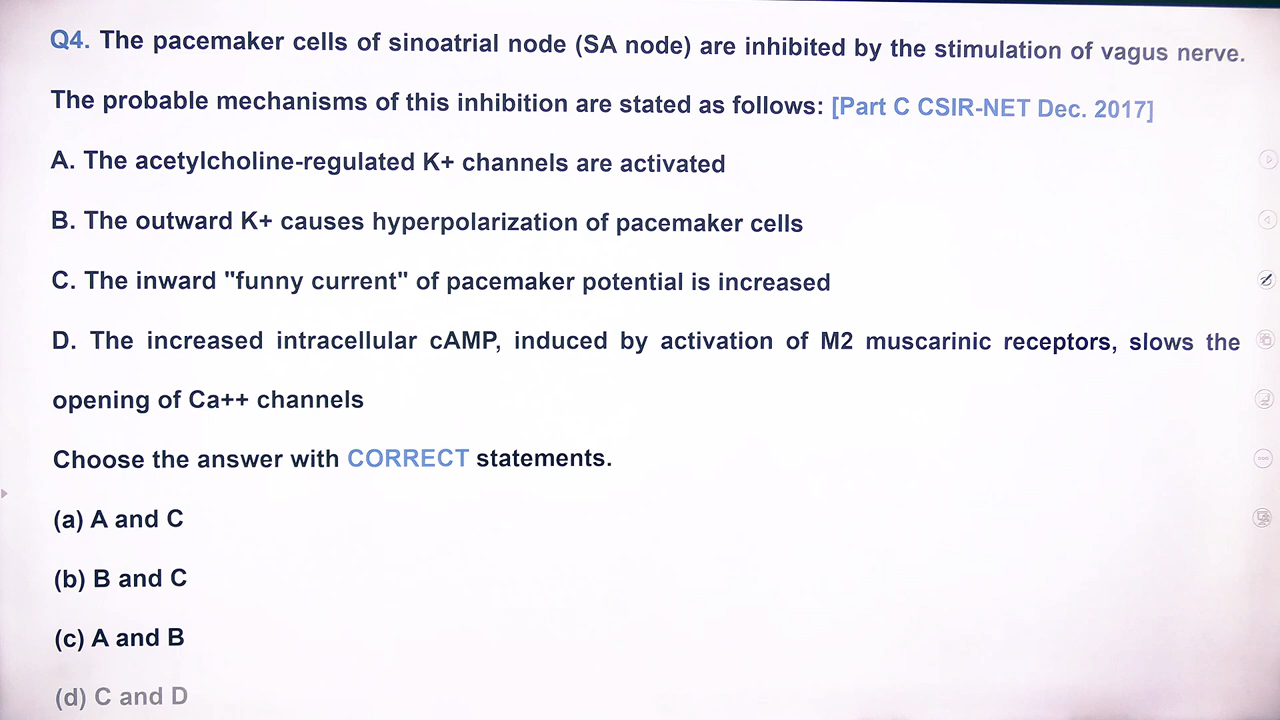 Q4. The pacemaker cells of sinoatrial node (SA node) are inhibited by the stimulation of vagus nerve.
The probable mechanisms of this inhibition are stated as follows: [Part C CSIR-NET Dec. 2017]
A. The acetylcholine-regulated K+ channels are activated
B. The outward K+ causes hyperpolarization of pacemaker cells
C. The inward "funny current" of pacemaker potential is increased
D. The increased intracellular cAMP, induced by activation of M2 muscarinic receptors, slows the
opening of Ca++ channels
Choose the answer with CORRECT statements.
(a) A and C
(b) B and C
(c) A and B
(d) C and D